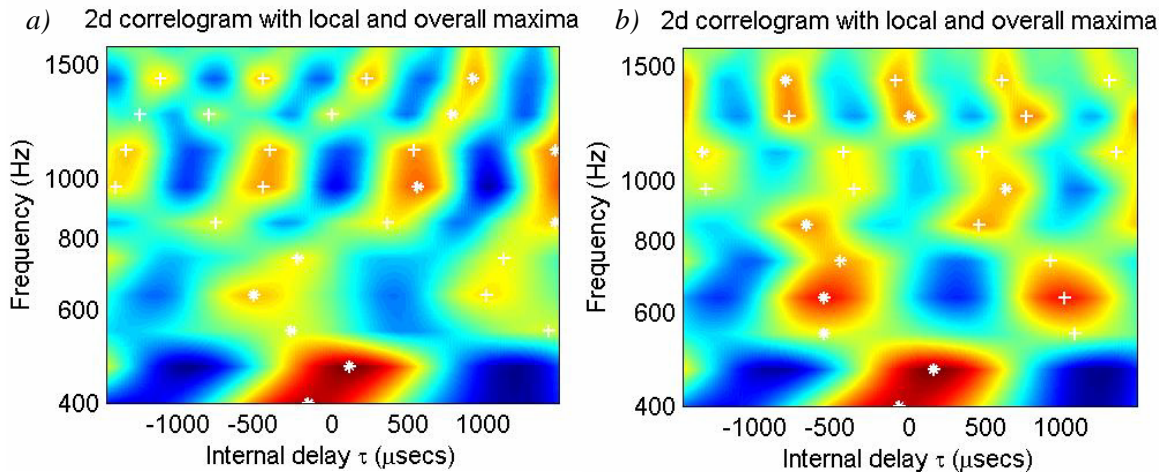 a) 2d correlogram with local and overall maxima
1500
1000
800
600
400
Frequency (Hz)
-1000 -500 0 500 1000
Internal delay τ (μsecs)
b) 2d correlogram with local and overall maxima
1500
1000
800
600
400
Frequency (Hz)
-1000 -500 0 500 1000
Internal delay τ (μsecs)